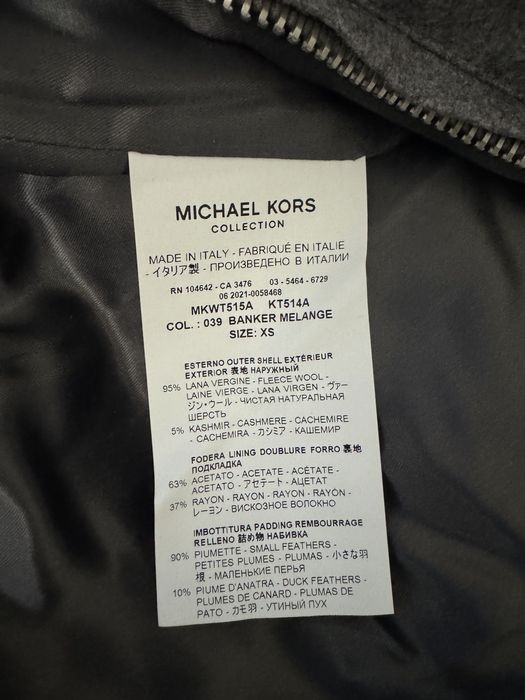 MICHAEL KORS
COLLECTION
MADE IN ITALY - FABRIQUÉ EN ITALIE
- イタリア製 - ПРОИЗВЕДЕНО В ИТАЛИИ
RN 104642 - CA 3476 03 - 5464 - 6729
06 2021-0058468
MKWT515A KT514A
COL. : 039 BANKER MELANGE
SIZE: XS
ESTERNO OUTER SHELL EXTÉRIEUR
EXTERIOR 表地 НАРУЖНЫЙ
95% LANA VERGINE - FLEECE WOOL -
LAINE VIERGE - LANA VIRGEN - ヴァー
ジン・ウール - ЧИСТАЯ НАТУРАЛЬНАЯ
ШЕРСТЬ
5% KASHMIR - CASHMERE - CACHEMIRE
- CACHEMIRA - カシミア - КАШЕМИР
FODERA LINING DOUBLURE FORRO 裏地
ПОДКЛАДКА
63% ACETATO - ACETATE - ACÉTATE -
ACETATO - アセテート - АЦЕТАТ
37% RAYON - RAYON - RAYON - RAYÓN -
レーヨン - ВИСКОЗНОЕ ВОЛОКНО
IMBOTTITURA PADDING REMBOURRAGE
RELLENO 詰め物 НАБИВКА
90% PIUMETTE - SMALL FEATHERS -
PETITES PLUMES - PLUMAS - 小さな羽
根 - МАЛЕНЬКИЕ ПЕРЬЯ
10% PIUME D'ANATRA - DUCK FEATHERS -
PLUMES DE CANARD - PLUMAS DE
PATO - カモ羽 - УТИНЫЙ ПУХ